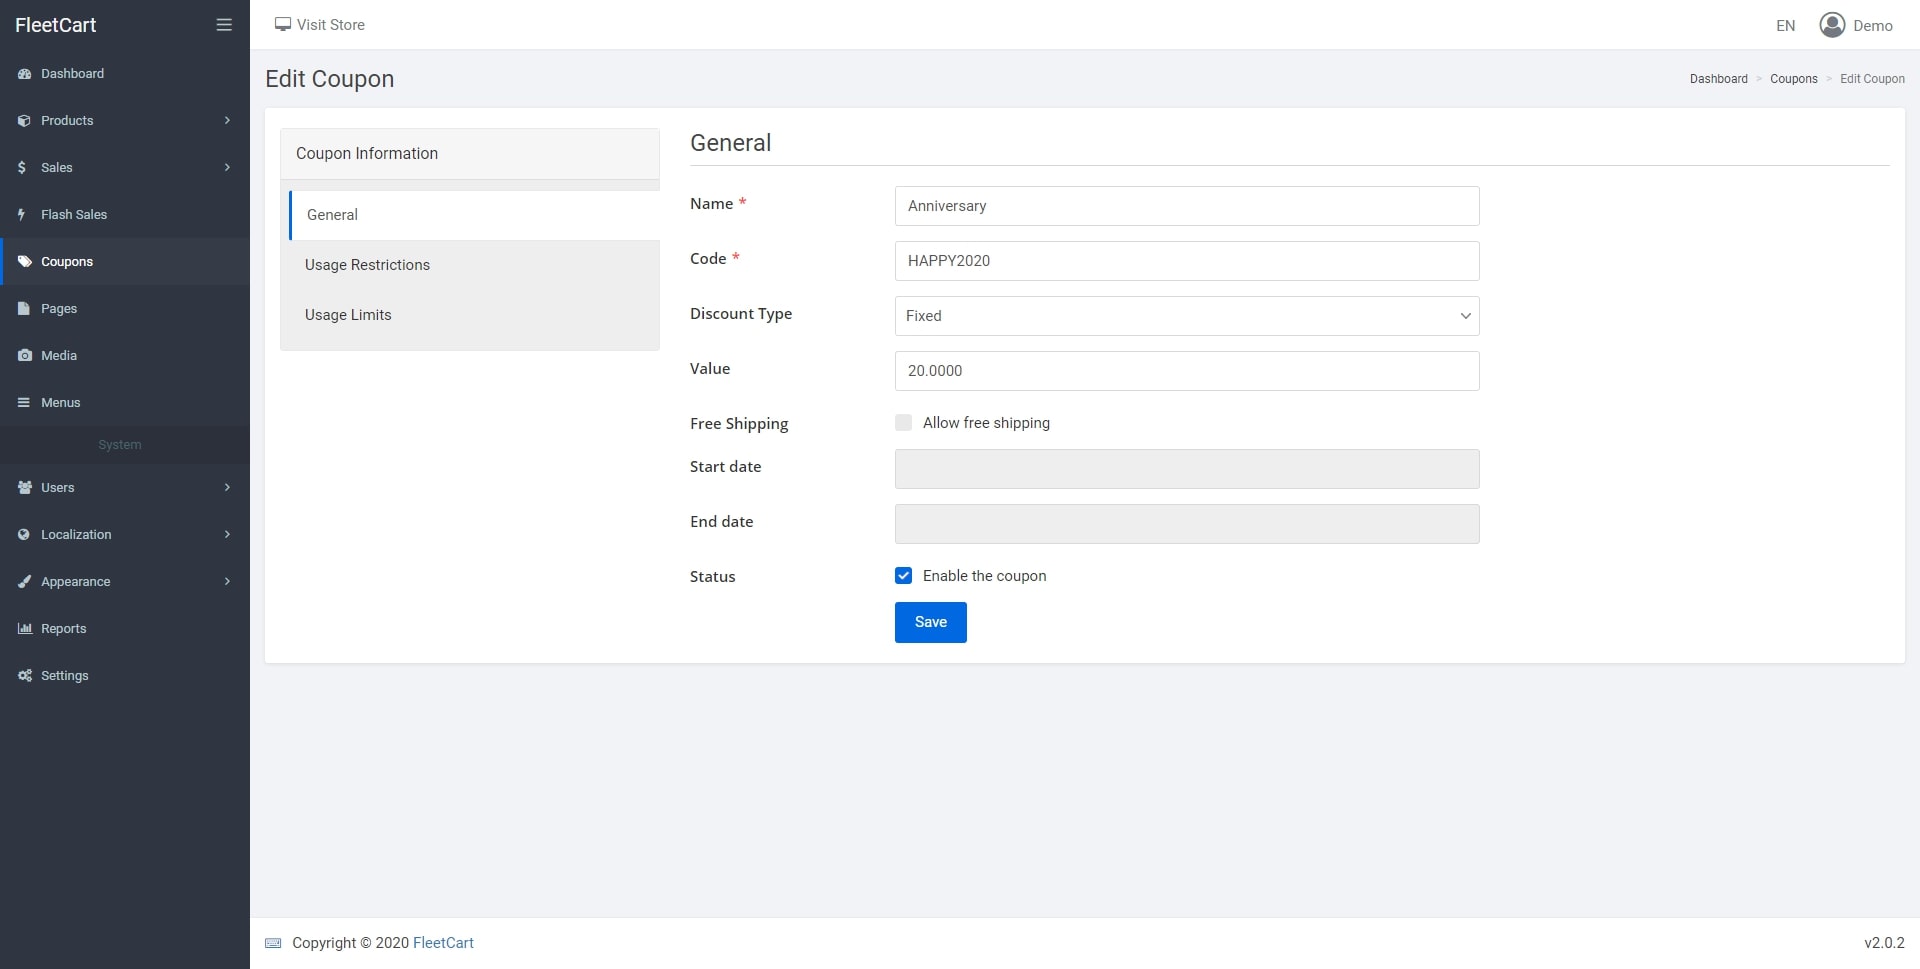 FleetCart
Visit Store
EN
Demo
Dashboard
Products
Sales
Flash Sales
Coupons
Pages
Media
Menus
System
Users
Localization
Appearance
Reports
Settings
Edit Coupon
Dashboard > Coupons > Edit Coupon
Coupon Information
General
Usage Restrictions
Usage Limits
General
Name * Anniversary
Code * HAPPY2020
Discount Type Fixed
Value 20.0000
Free Shipping Allow free shipping
Start date
End date
Status Enable the coupon
Save
Copyright © 2020 FleetCart
v2.0.2